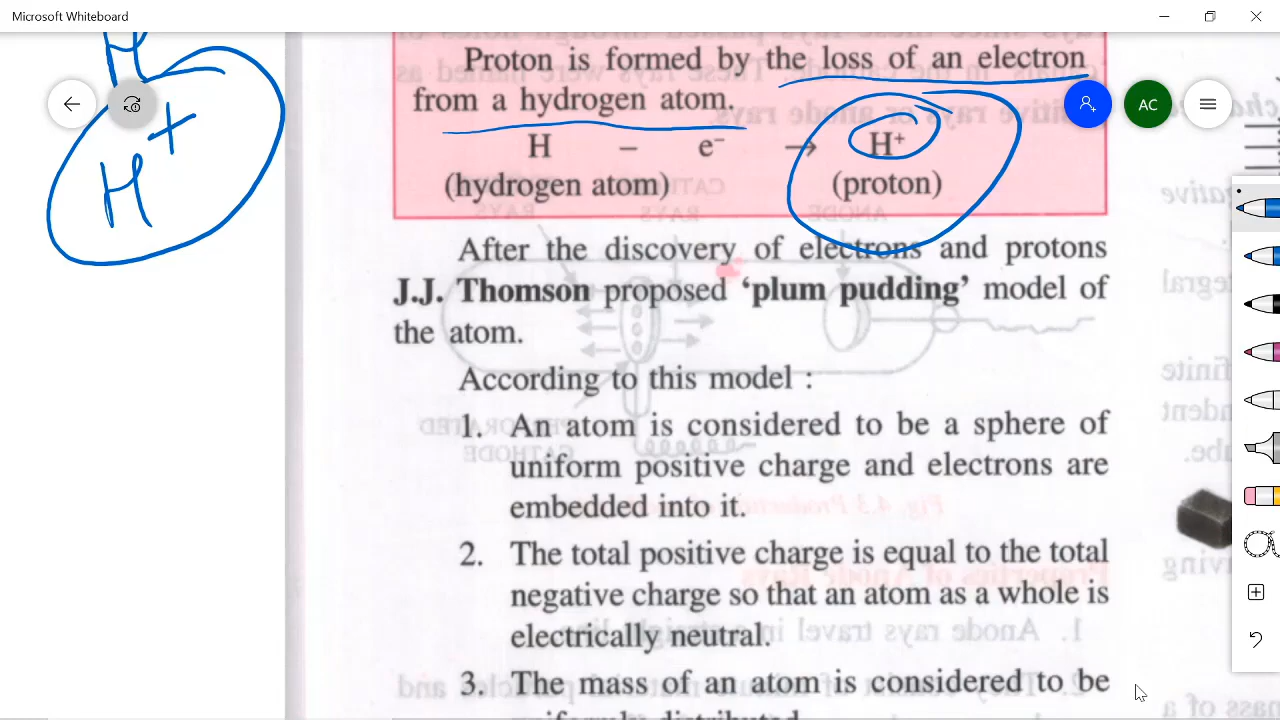 Microsoft Whiteboard
H
H+
AC
Proton is formed by the loss of an electron
from a hydrogen atom.
H – e⁻ → H⁺
(hydrogen atom) (proton)
After the discovery of electrons and protons
J.J. Thomson proposed ‘plum pudding’ model of
the atom.
According to this model :
1. An atom is considered to be a sphere of
uniform positive charge and electrons are
embedded into it.
2. The total positive charge is equal to the total
negative charge so that an atom as a whole is
electrically neutral.
3. The mass of an atom is considered to be
uniformly distributed